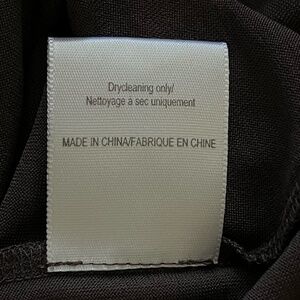 Drycleaning only/
Nettoyage à sec uniquement
MADE IN CHINA/FABRIQUE EN CHINE